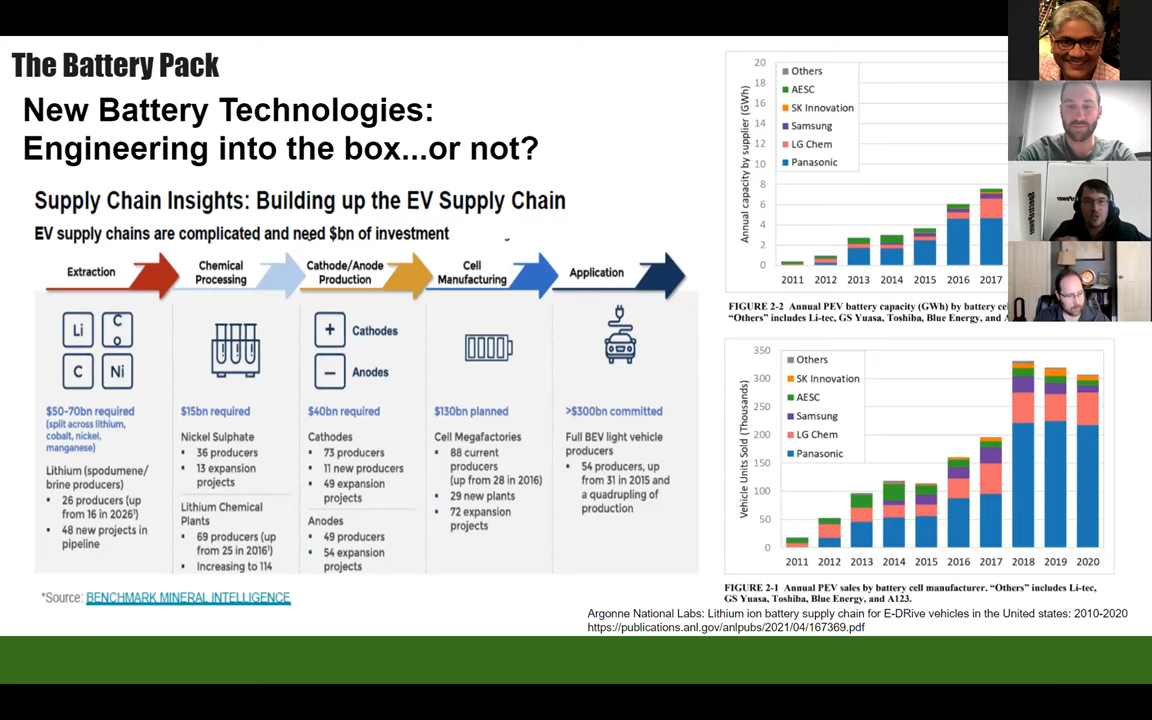 The Battery Pack
New Battery Technologies:
Engineering into the box...or not?
Supply Chain Insights: Building up the EV Supply Chain
EV supply chains are complicated and need $bn of investment
Extraction
Chemical
Processing
Cathode/Anode
Production
Cell
Manufacturing
Application
Li
C
o
C
Ni
+
Cathodes
−
Anodes
$50-70bn required
(split across lithium,
cobalt, nickel,
manganese)
Lithium (spodumene/
brine producers)
26 producers (up
from 16 in 2026¹)
48 new projects in
pipeline
$15bn required
Nickel Sulphate
36 producers
13 expansion
projects
Lithium Chemical
Plants
69 producers (up
from 25 in 2016¹)
Increasing to 114
$40bn required
Cathodes
73 producers
11 new producers
49 expansion
projects
Anodes
49 producers
54 expansion
projects
$130bn planned
Cell Megafactories
88 current
producers
(up from 28 in 2016)
29 new plants
72 expansion
projects
>$300bn committed
Full BEV light vehicle
producers
54 producers, up
from 31 in 2015 and
a quadrupling of
production
*Source: BENCHMARK MINERAL INTELLIGENCE
Annual capacity by supplier (GWh)
20
18
16
14
12
10
8
6
4
2
0
Others
AESC
SK Innovation
Samsung
LG Chem
Panasonic
2011 2012 2013 2014 2015 2016 2017
FIGURE 2-2 Annual PEV battery capacity (GWh) by battery
"Others" includes Li-tec, GS Yuasa, Toshiba, Blue Energy, and
Vehicle Units Sold (Thousands)
350
300
250
200
150
100
50
0
Others
SK Innovation
AESC
Samsung
LG Chem
Panasonic
2011 2012 2013 2014 2015 2016 2017 2018 2019 2020
FIGURE 2-1 Annual PEV sales by battery cell manufacturer. "Others" includes Li-tec,
GS Yuasa, Toshiba, Blue Energy, and A123.
Argonne National Labs: Lithium ion battery supply chain for E-DRive vehicles in the United states: 2010-2020
https://publications.anl.gov/anlpubs/2021/04/167369.pdf